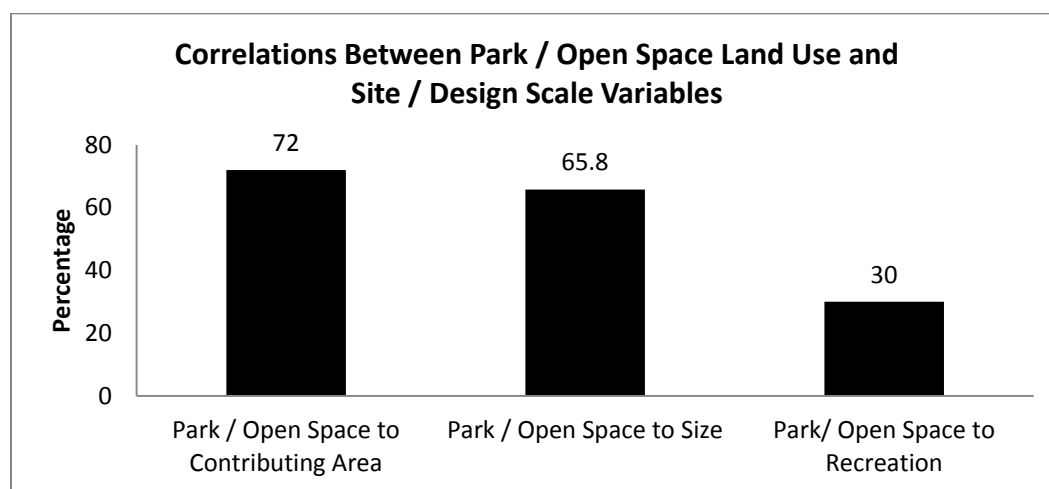 Correlations Between Park / Open Space Land Use and
Site / Design Scale Variables
Percentage
80
60
40
20
0
72
65.8
30
Park / Open Space to
Contributing Area
Park / Open Space to Size
Park/ Open Space to
Recreation